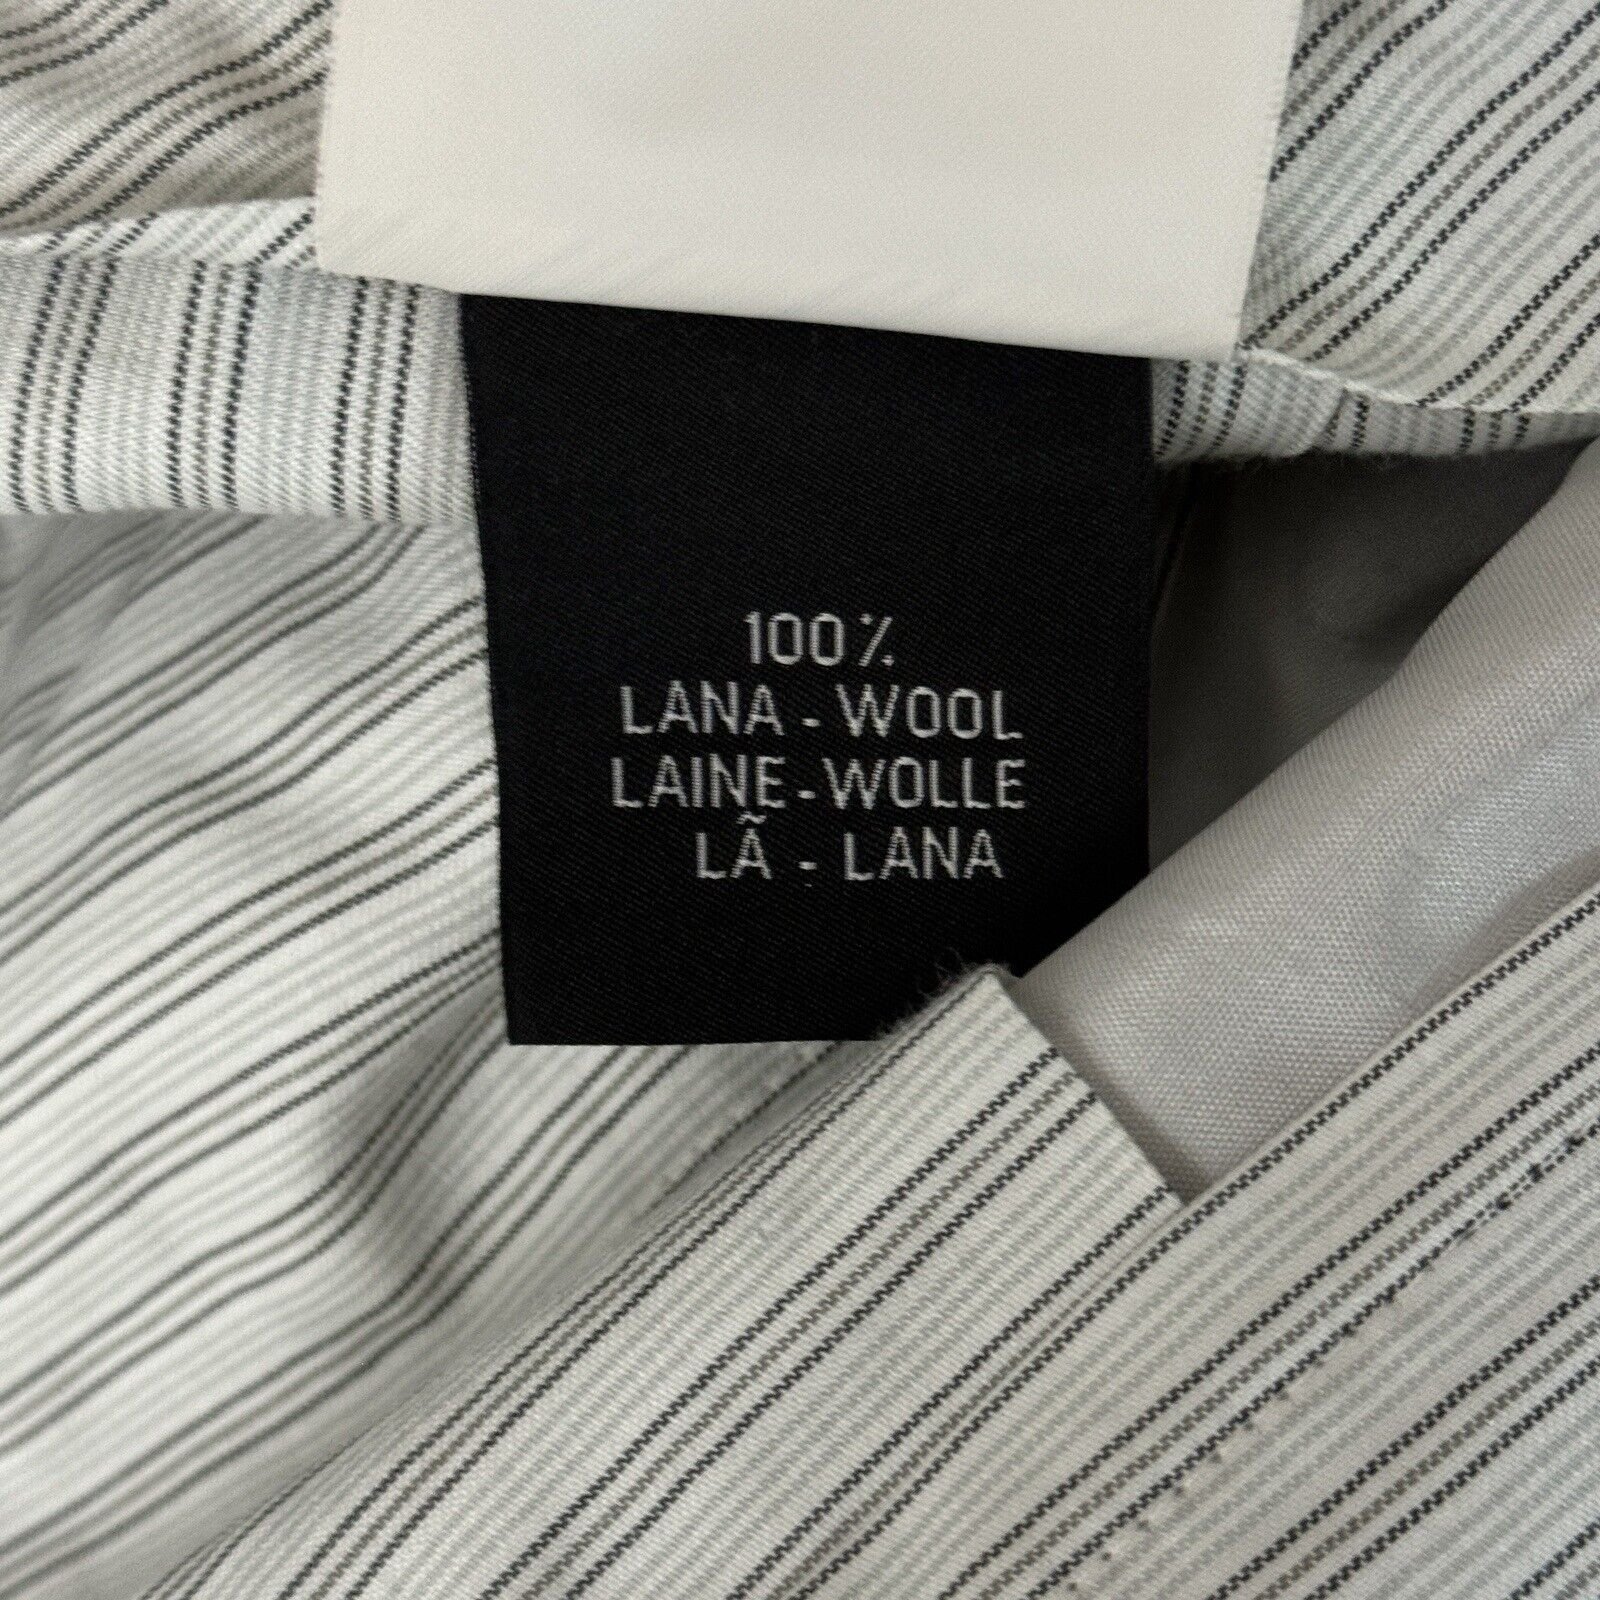 100%
LANA - WOOL
LAINE - WOLLE
LÃ - LANA